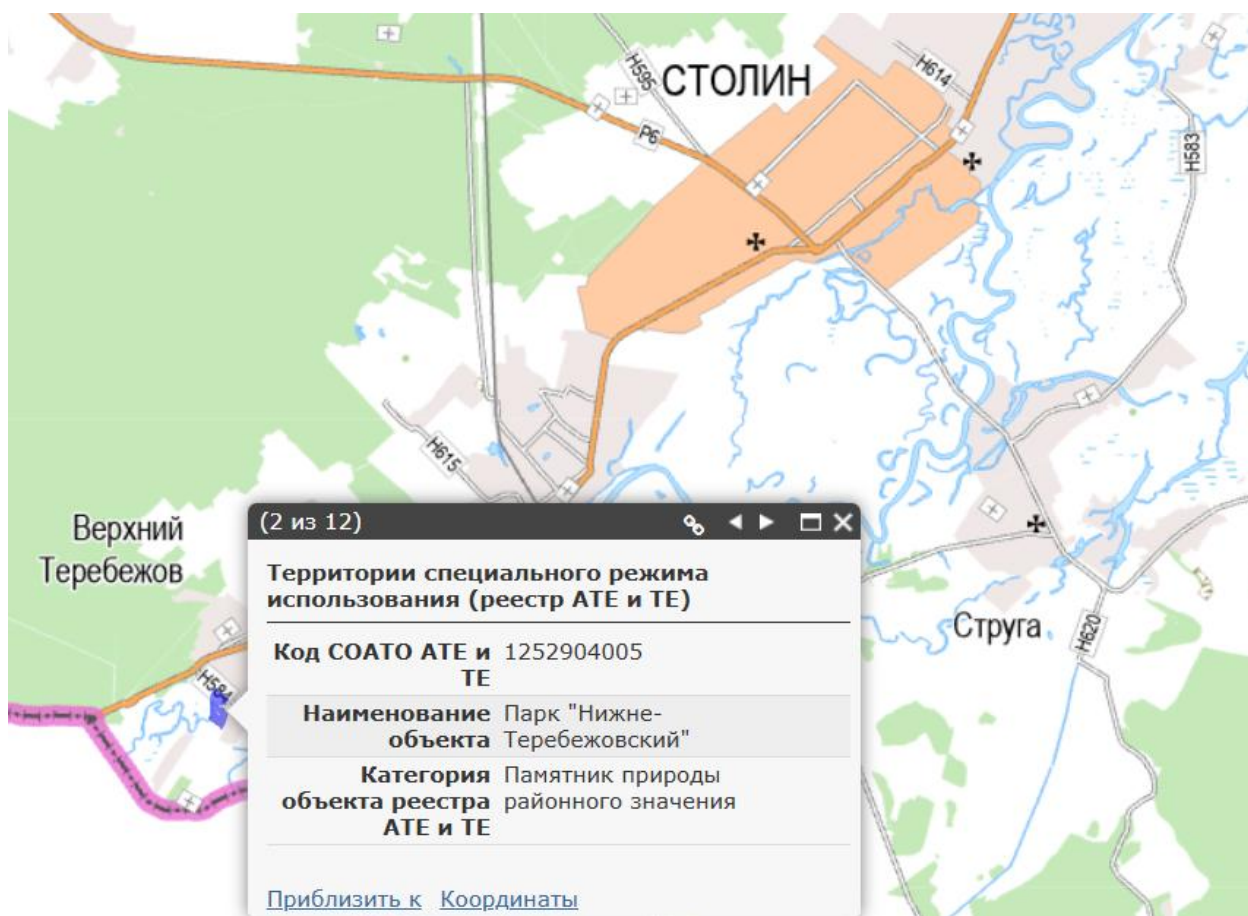 СТОЛИН
Н595
Н614
Р6
Н583
Н615
Верхний
Теребежов
Н584
Струга
Н620
(2 из 12)
Территории специального режима
использования (реестр АТЕ и ТЕ)
Код СОАТО АТЕ и 1252904005
ТЕ
Наименование Парк "Нижне-
объекта Теребежовский"
Категория Памятник природы
объекта реестра районного значения
АТЕ и ТЕ
Приблизить к Координаты